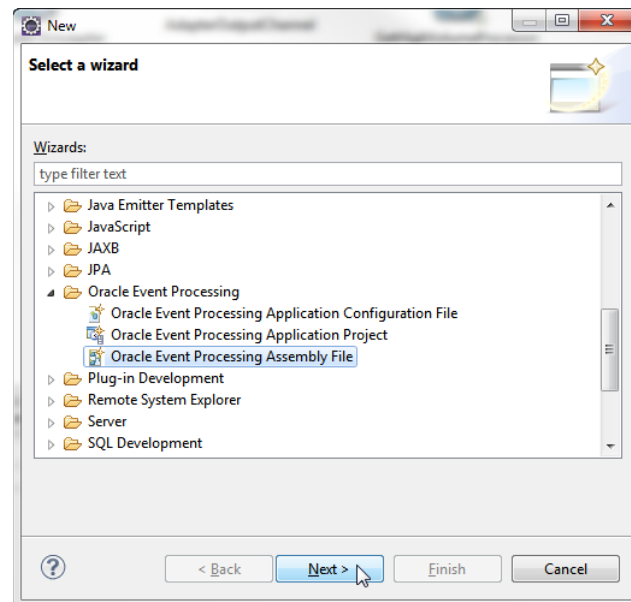 New
Select a wizard
Wizards:
type filter text
Java Emitter Templates
JavaScript
JAXB
JPA
Oracle Event Processing
Oracle Event Processing Application Configuration File
Oracle Event Processing Application Project
Oracle Event Processing Assembly File
Plug-in Development
Remote System Explorer
Server
SQL Development
? < Back Next > Finish Cancel